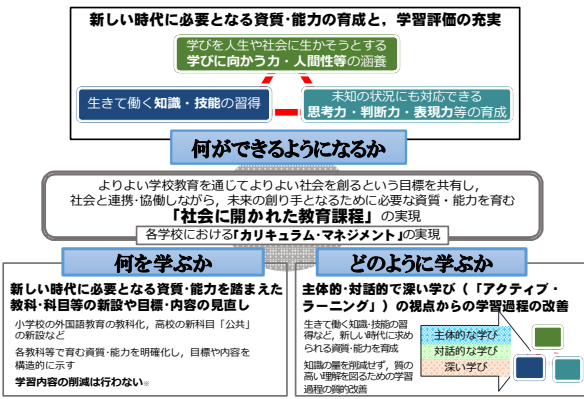 新しい時代に必要となる資質･能力の育成と，学習評価の充実
学びを人生や社会に生かそうとする
学びに向かう力・人間性等の涵養
生きて働く知識・技能の習得
未知の状況にも対応できる
思考力・判断力・表現力等の育成
何ができるようになるか
よりよい学校教育を通じてよりよい社会を創るという目標を共有し，
社会と連携･協働しながら，未来の創り手となるために必要な資質・能力を育む
「社会に開かれた教育課程」の実現
各学校における「カリキュラム･マネジメント」の実現
何を学ぶか
新しい時代に必要となる資質･能力を踏まえた
教科･科目等の新設や目標･内容の見直し
小学校の外国語教育の教科化，高校の新科目「公共」
の新設など
各教科等で育む資質･能力を明確化し，目標や内容を
構造的に示す
学習内容の削減は行わない※
どのように学ぶか
主体的･対話的で深い学び（「アクティブ・
ラーニング」）の視点からの学習過程の改善
生きて働く知識･技能の習
得など，新しい時代に求め
られる資質･能力を育成
知識の量を削減せず，質の
高い理解を図るための学習
過程の質的改善
主体的な学び
対話的な学び
深い学び